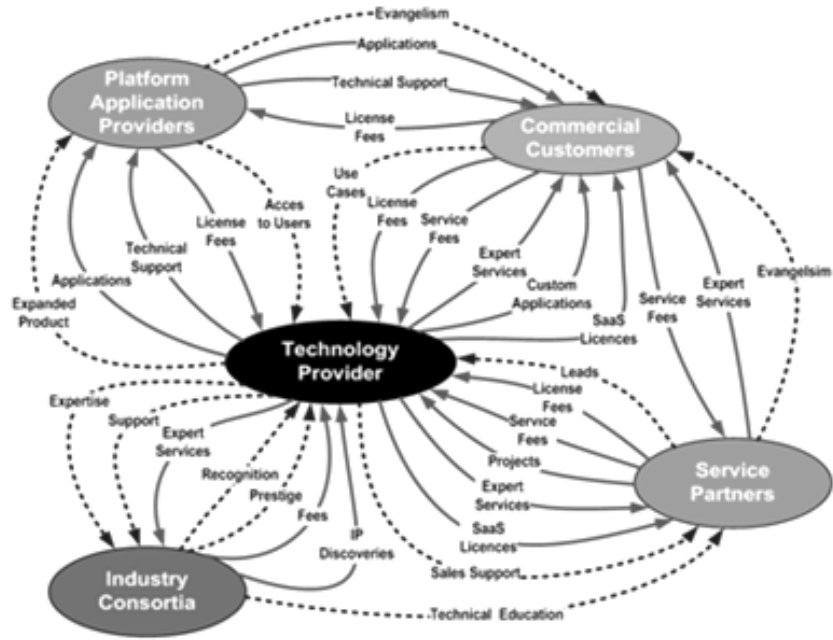 Evangelism
Applications
Platform
Application
Providers
Technical Support
License
Fees
Commercial
Customers
Use
Cases
License
Fees
Service
Fees
Acces
to Users
License
Fees
Technical
Support
Applications
Expanded
Product
Expert
Services
Custom
Applications
SaaS
Licences
Service
Fees
Expert
Services
Evangelsim
Technology
Provider
Leads
License
Fees
Service
Fees
Projects
Expert
Services
SaaS
Licences
Sales Support
Service
Partners
Expertise
Support
Expert
Services
Recognition
Prestige
Fees
IP
Discoveries
Industry
Consortia
Technical Education